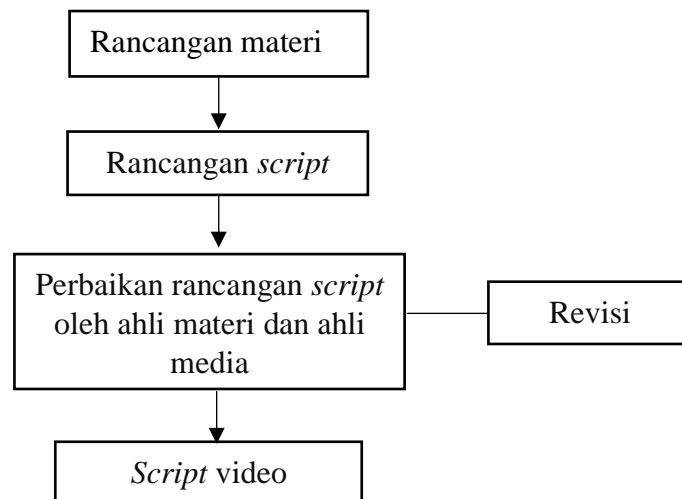 Rancangan materi
Rancangan script
Perbaikan rancangan script
oleh ahli materi dan ahli
media
Revisi
Script video